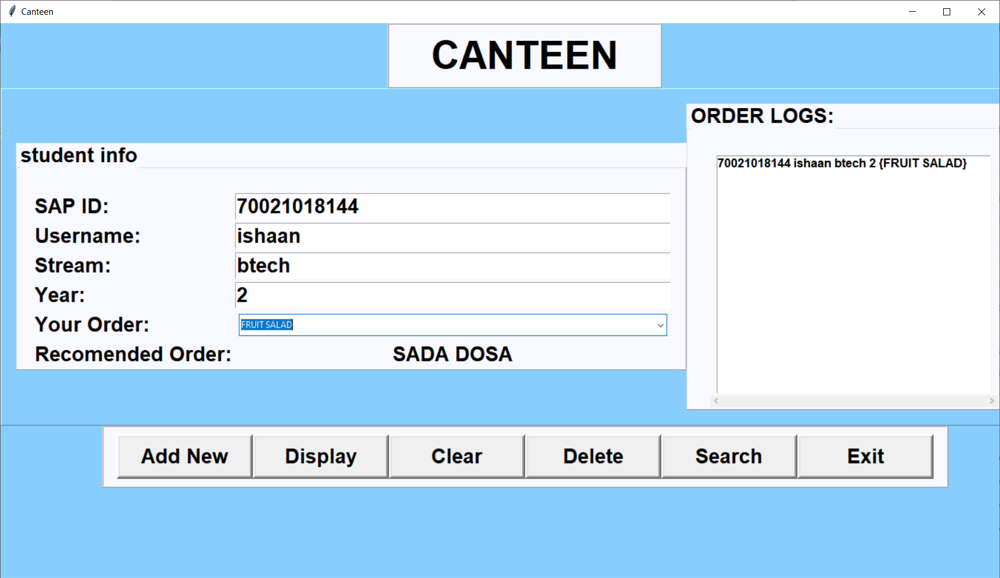 Canteen
CANTEEN
ORDER LOGS:
70021018144 ishaan btech 2 {FRUIT SALAD}
student info
SAP ID: 70021018144
Username: ishaan
Stream: btech
Year: 2
Your Order: FRUIT SALAD
Recomended Order: SADA DOSA
Add New Display Clear Delete Search Exit